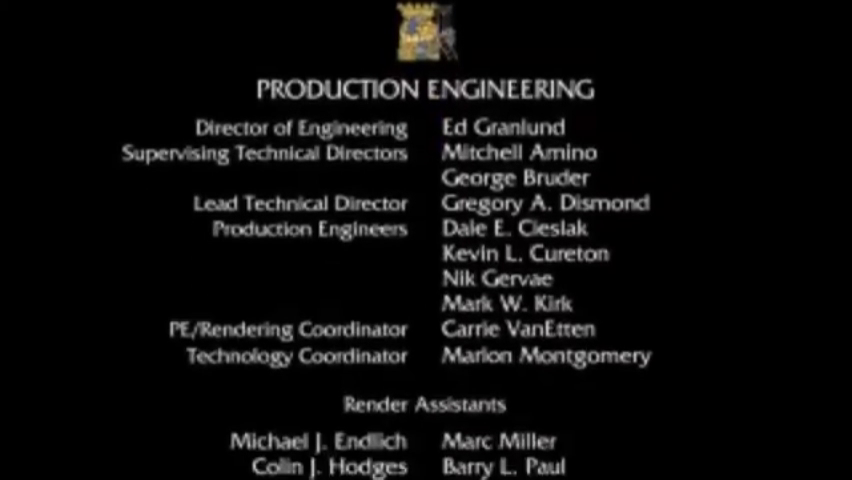 PRODUCTION ENGINEERING
Director of Engineering Ed Granlund
Supervising Technical Directors Mitchell Amino
George Bruder
Lead Technical Director Gregory A. Dismond
Production Engineers Dale E. Cieslak
Kevin L. Cureton
Nik Gervae
Mark W. Kirk
PE/Rendering Coordinator Carrie VanEtten
Technology Coordinator Marion Montgomery
Render Assistants
Michael J. Endlich Marc Miller
Colin J. Hodges Barry L. Paul